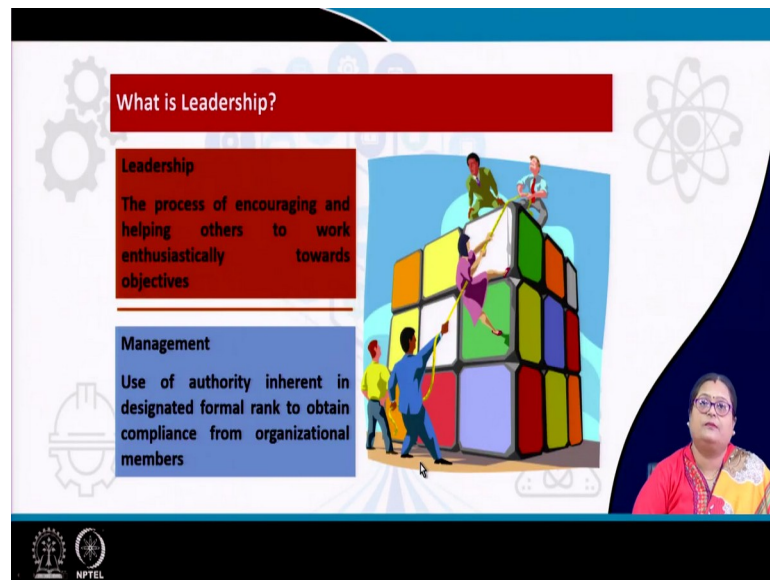 What is Leadership?
Leadership
The process of encouraging and
helping others to work
enthusiastically towards
objectives
Management
Use of authority inherent in
designated formal rank to obtain
compliance from organizational
members
NPTEL